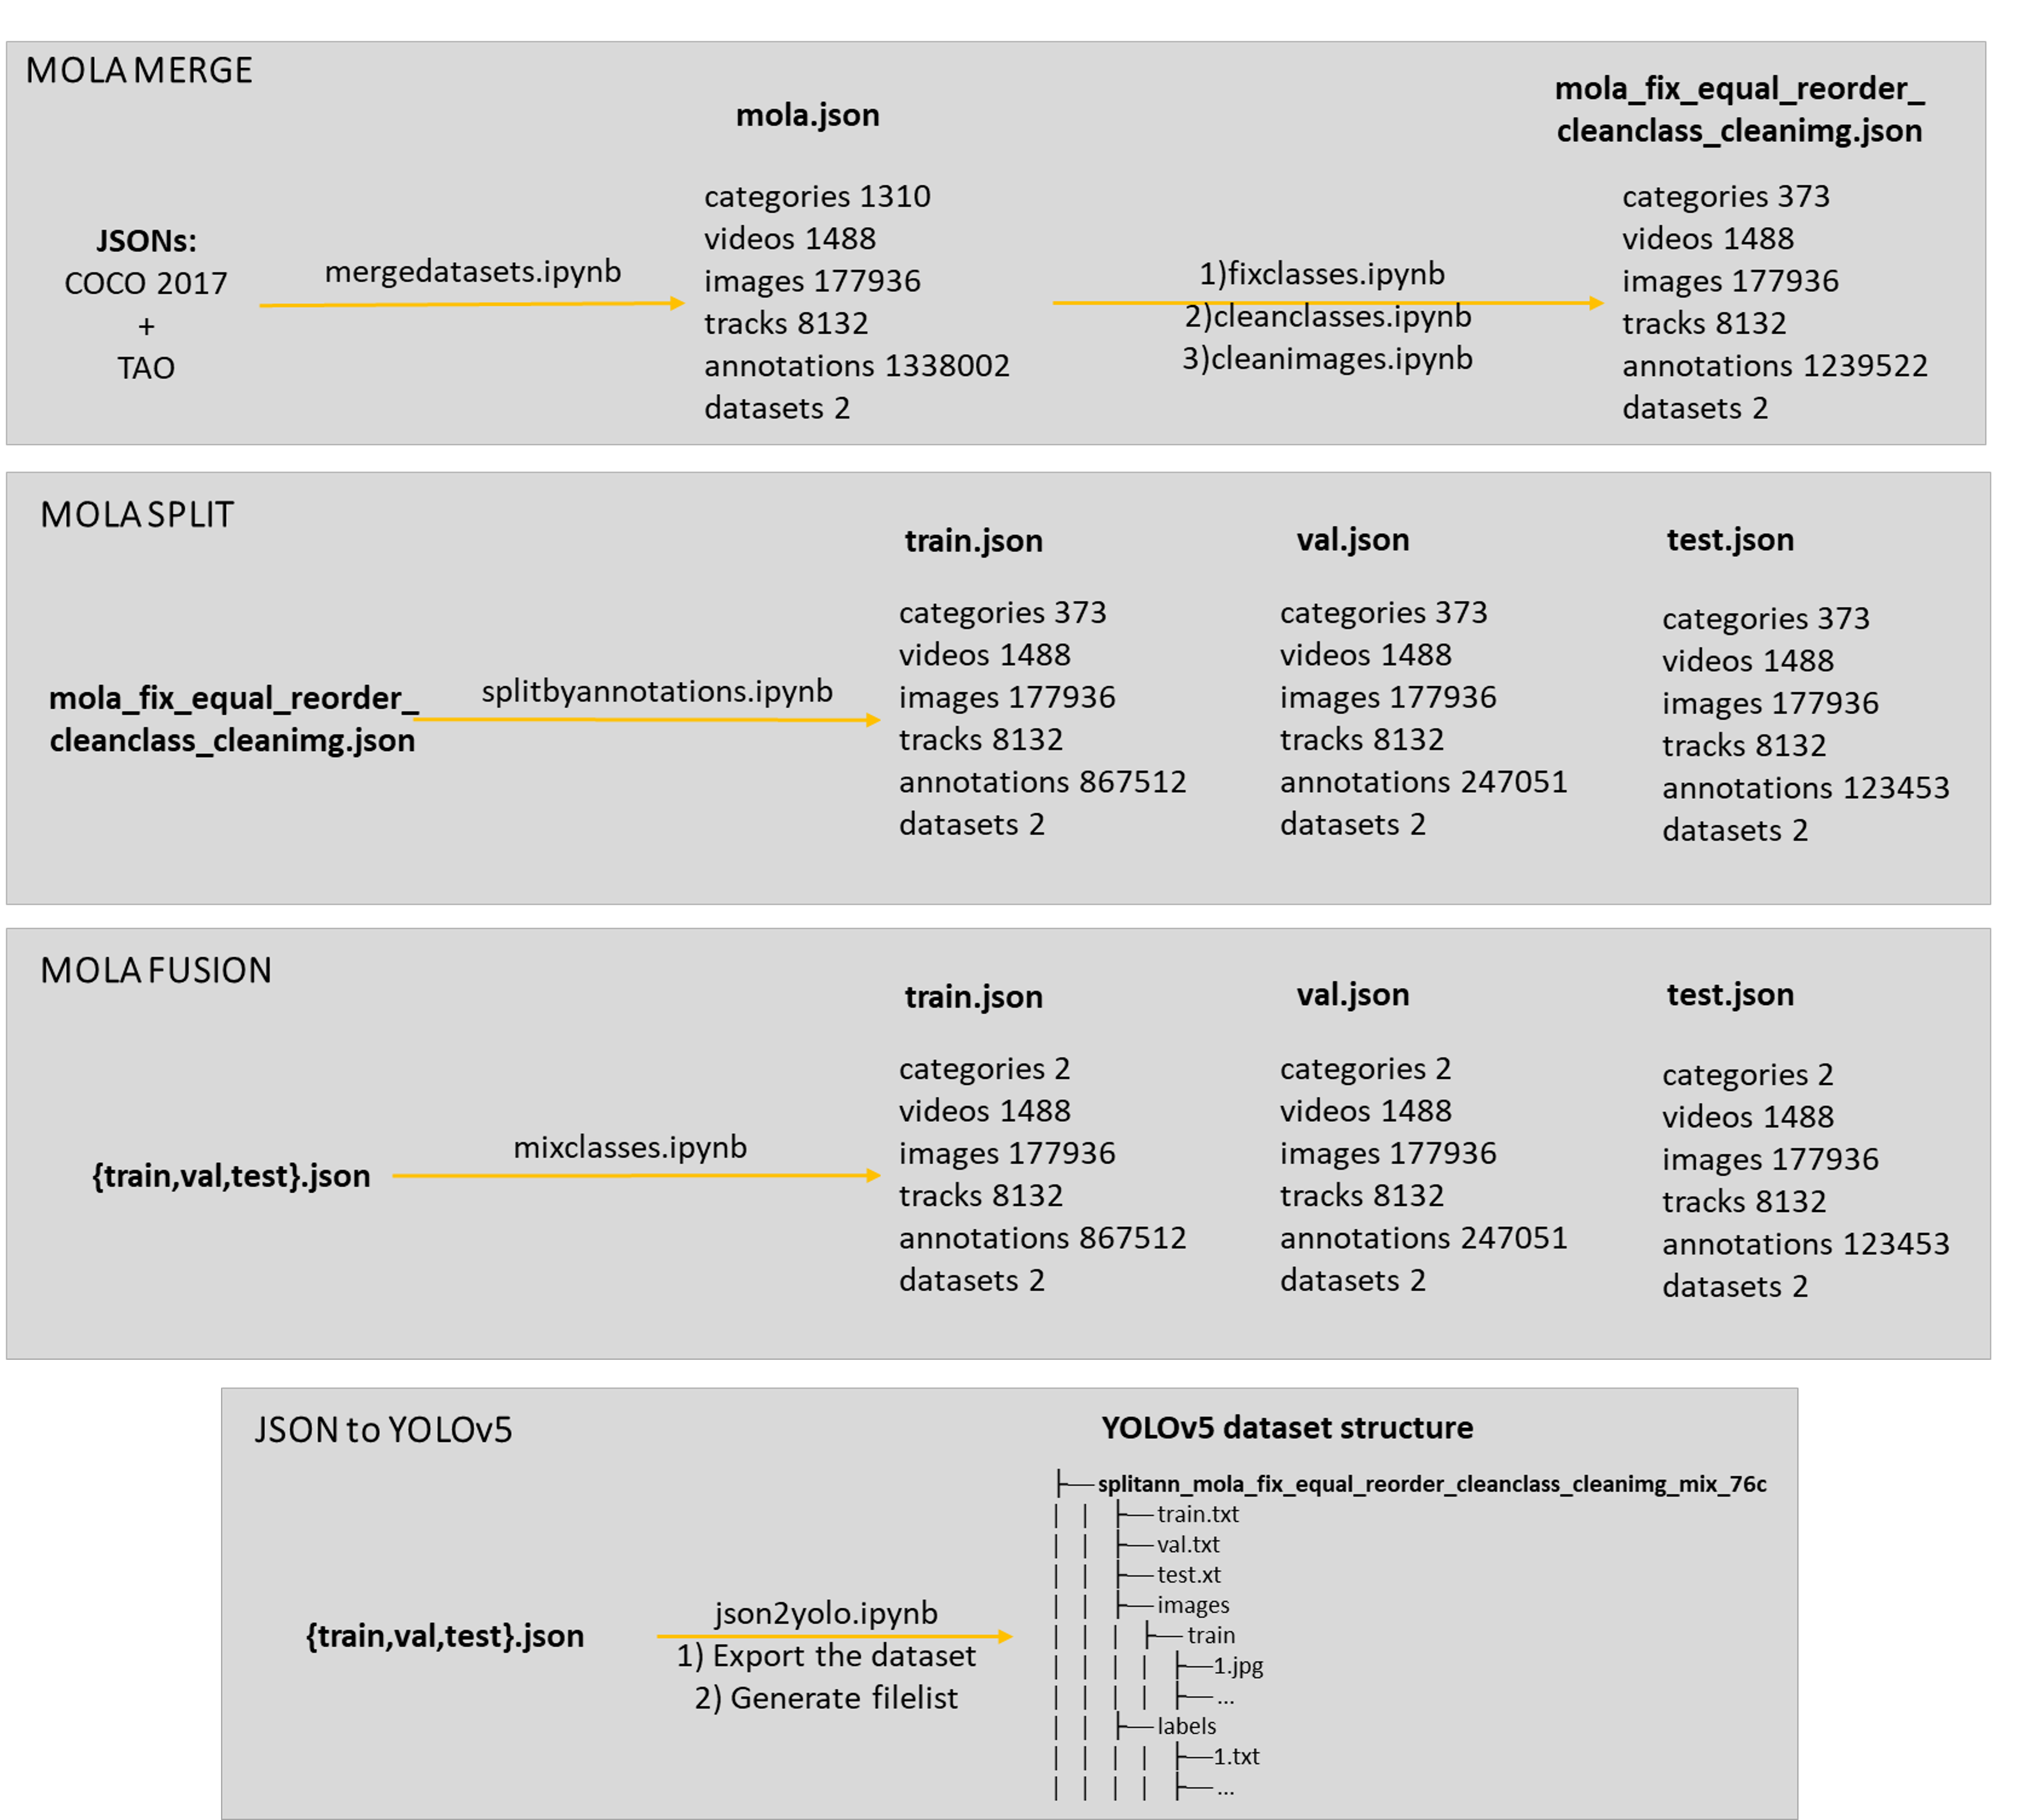 MOLA MERGE
mola.json
mola_fix_equal_reorder_
cleanclass_cleanimg.json
JSONs:
COCO 2017
+
TAO
mergedatasets.ipynb
categories 1310
videos 1488
images 177936
tracks 8132
annotations 1338002
datasets 2
1)fixclasses.ipynb
2)cleanclasses.ipynb
3)cleanimages.ipynb
categories 373
videos 1488
images 177936
tracks 8132
annotations 1239522
datasets 2
MOLA SPLIT
mola_fix_equal_reorder_
cleanclass_cleanimg.json
splitbyannotations.ipynb
train.json
categories 373
videos 1488
images 177936
tracks 8132
annotations 867512
datasets 2
val.json
categories 373
videos 1488
images 177936
tracks 8132
annotations 247051
datasets 2
test.json
categories 373
videos 1488
images 177936
tracks 8132
annotations 123453
datasets 2
MOLA FUSION
{train,val,test}.json
mixclasses.ipynb
train.json
categories 2
videos 1488
images 177936
tracks 8132
annotations 867512
datasets 2
val.json
categories 2
videos 1488
images 177936
tracks 8132
annotations 247051
datasets 2
test.json
categories 2
videos 1488
images 177936
tracks 8132
annotations 123453
datasets 2
JSON to YOLOv5
{train,val,test}.json
json2yolo.ipynb
1) Export the dataset
2) Generate filelist
YOLOv5 dataset structure
splitann_mola_fix_equal_reorder_cleanclass_cleanimg_mix_76c
train.txt
val.txt
test.xt
images
train
1.jpg
...
labels
1.txt
...